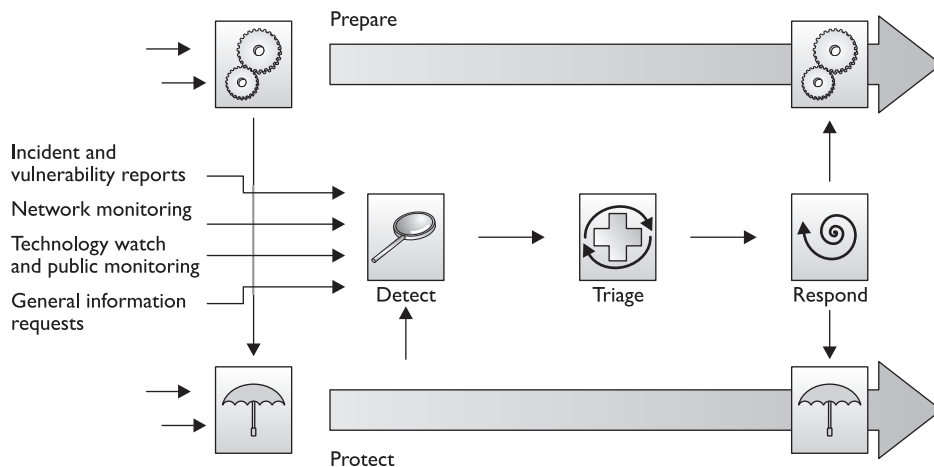 Prepare
Incident and
vulnerability reports
Network monitoring
Technology watch
and public monitoring
General information
requests
Detect
Triage
Respond
Protect